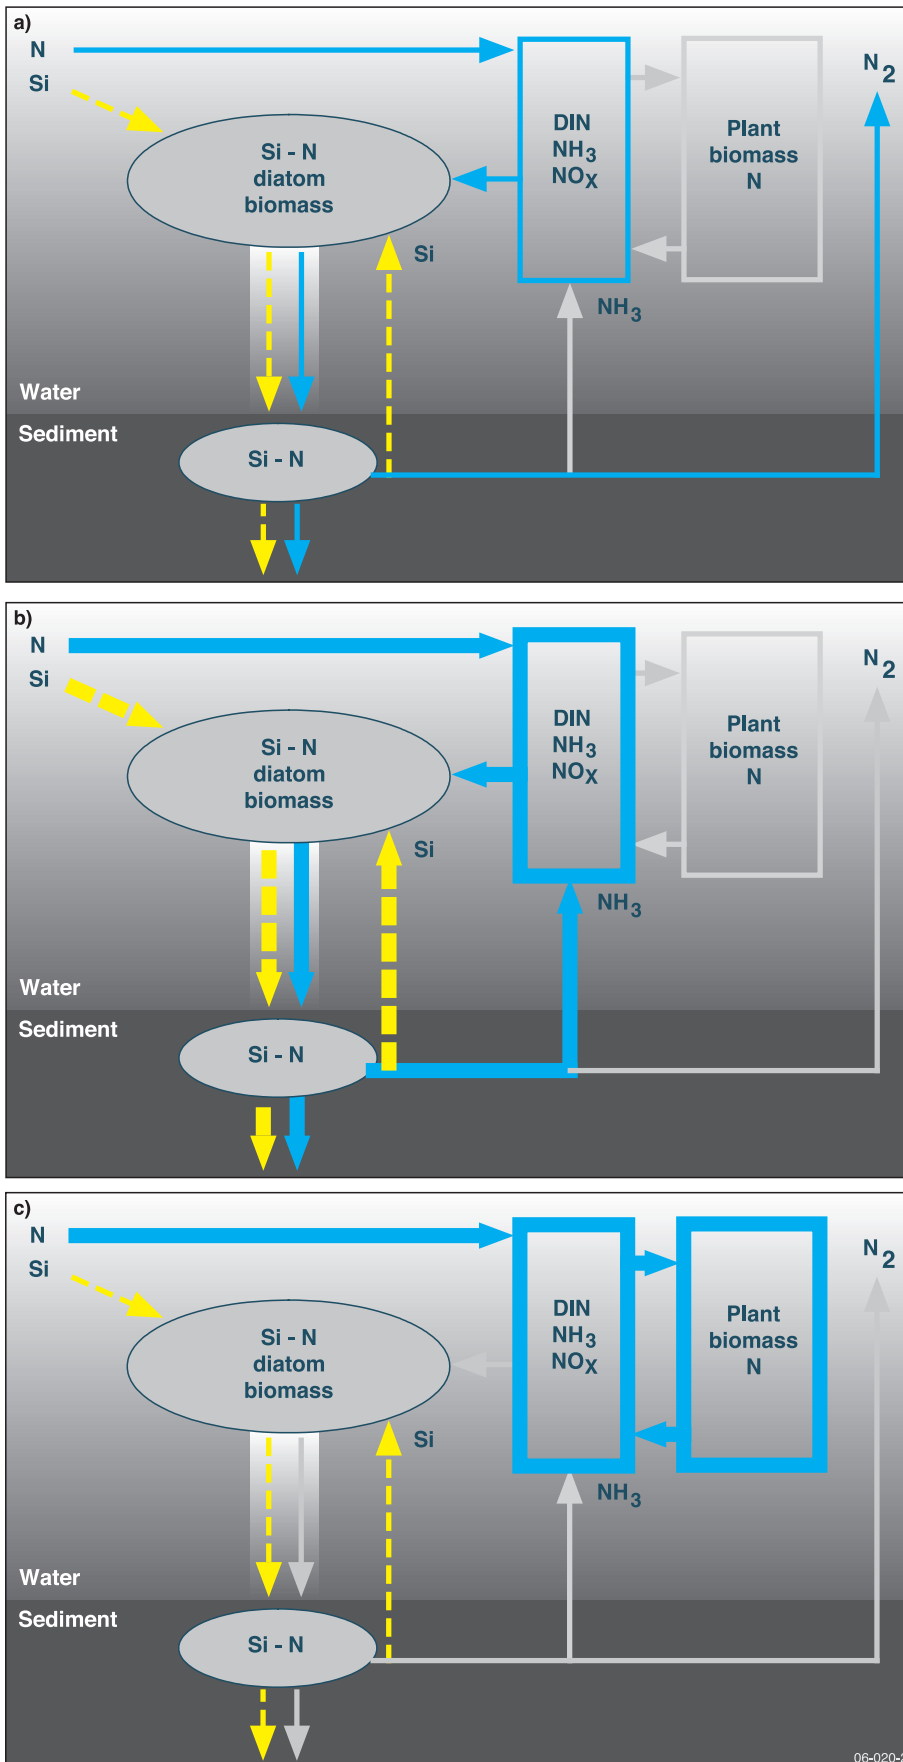 a)
N
Si
Si - N
diatom
biomass
DIN
NH3
NOX
Plant
biomass
N
N2
Si
NH3
Water
Sediment
Si - N
b)
N
Si
Si - N
diatom
biomass
DIN
NH3
NOX
Plant
biomass
N
N2
Si
NH3
Water
Sediment
Si - N
c)
N
Si
Si - N
diatom
biomass
DIN
NH3
NOX
Plant
biomass
N
N2
Si
NH3
Water
Sediment
Si - N